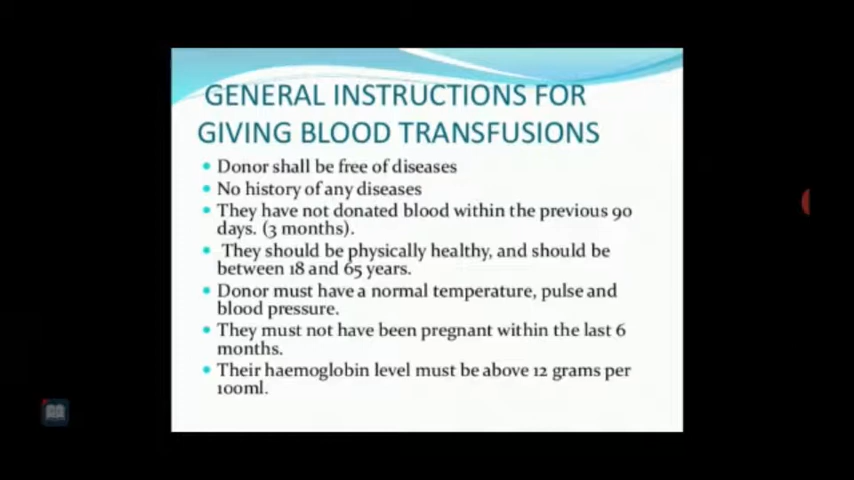 GENERAL INSTRUCTIONS FOR
GIVING BLOOD TRANSFUSIONS
• Donor shall be free of diseases
• No history of any diseases
• They have not donated blood within the previous 90
days. (3 months).
• They should be physically healthy, and should be
between 18 and 65 years.
• Donor must have a normal temperature, pulse and
blood pressure.
• They must not have been pregnant within the last 6
months.
• Their haemoglobin level must be above 12 grams per
100ml.